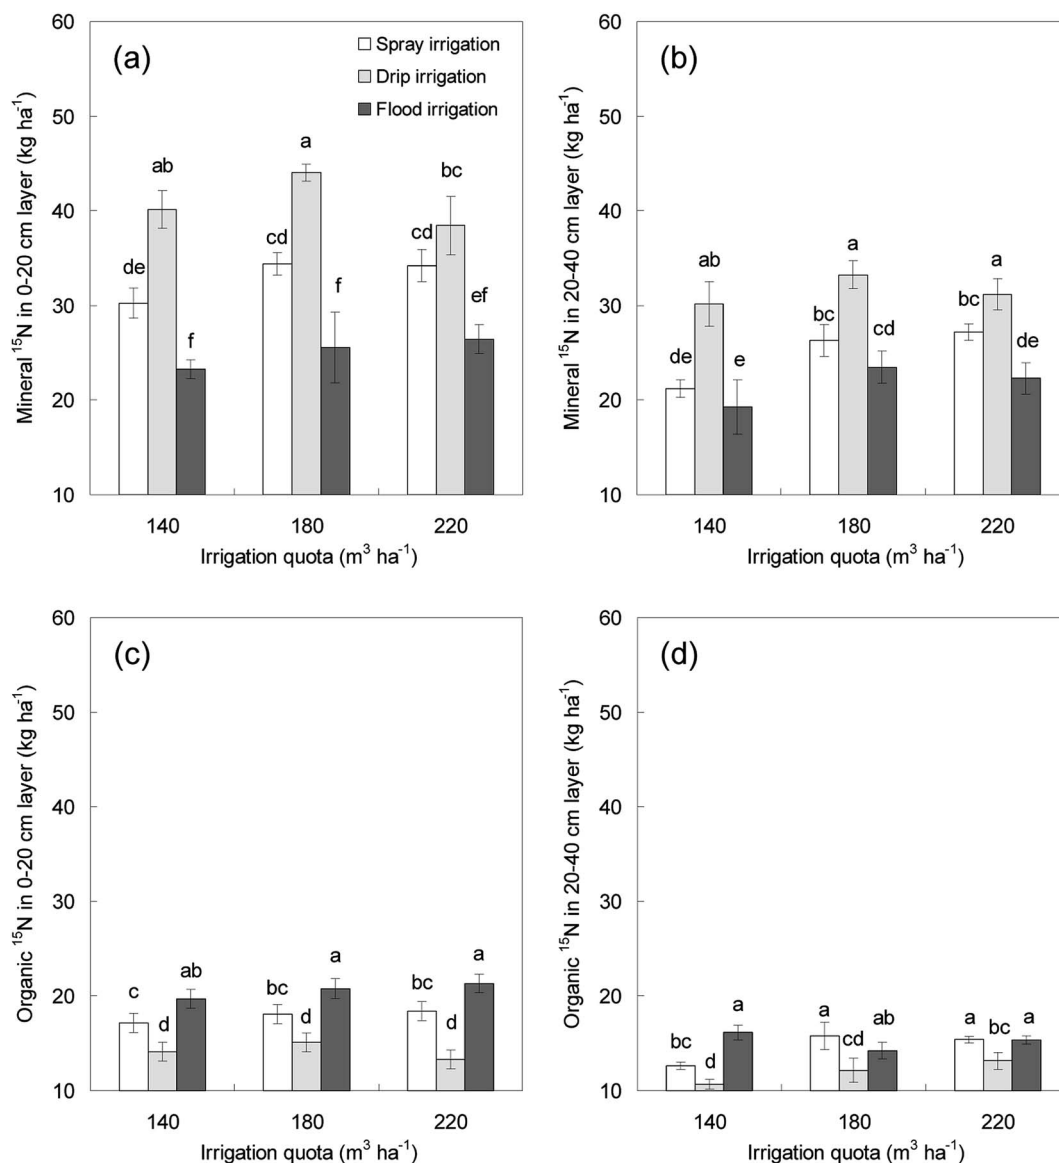 (a)
Spray irrigation
Drip irrigation
Flood irrigation
Mineral ¹⁵N in 0-20 cm layer (kg ha⁻¹)
60
50
40
30
20
10
de ab f
cd a f
cd bc ef
140 180 220
Irrigation quota (m³ ha⁻¹)
(b)
Mineral ¹⁵N in 20-40 cm layer (kg ha⁻¹)
60
50
40
30
20
10
de ab e
bc a cd
bc a de
140 180 220
Irrigation quota (m³ ha⁻¹)
(c)
Organic ¹⁵N in 0-20 cm layer (kg ha⁻¹)
60
50
40
30
20
10
c d ab
bc d a
bc d a
140 180 220
Irrigation quota (m³ ha⁻¹)
(d)
Organic ¹⁵N in 20-40 cm layer (kg ha⁻¹)
60
50
40
30
20
10
bc d a
a cd ab
a bc a
140 180 220
Irrigation quota (m³ ha⁻¹)